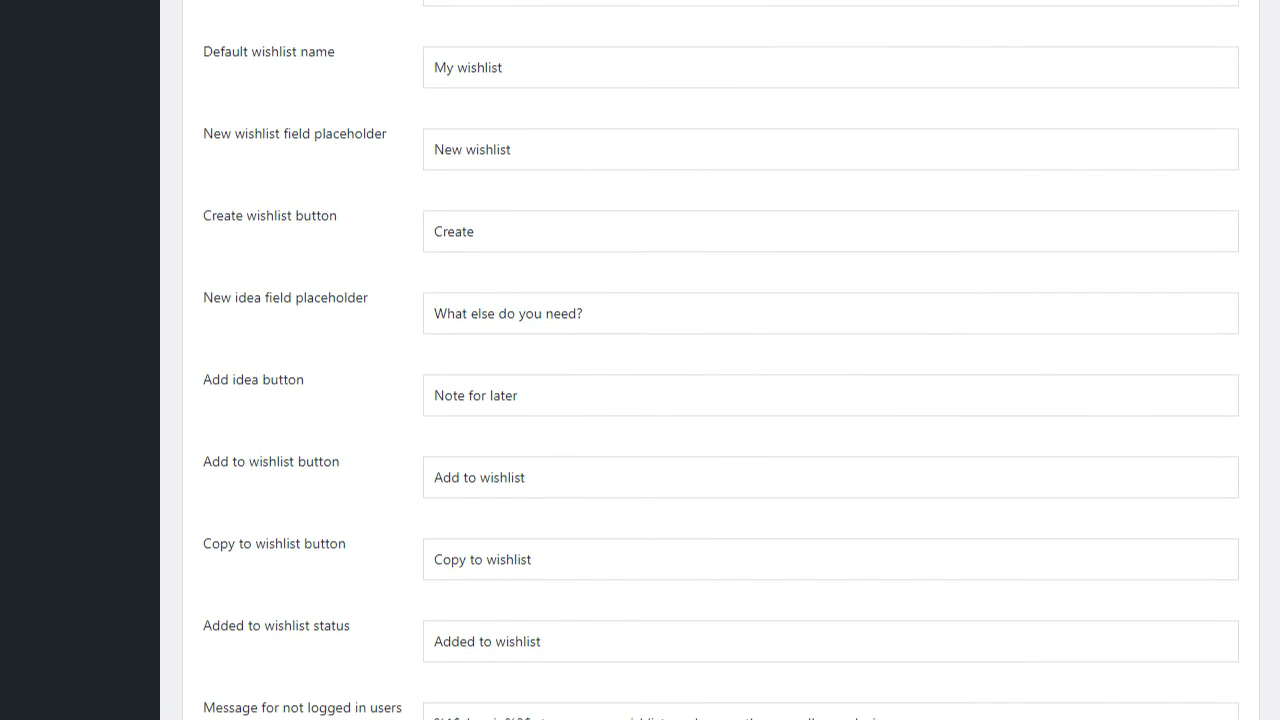 Default wishlist name
My wishlist
New wishlist field placeholder
New wishlist
Create wishlist button
Create
New idea field placeholder
What else do you need?
Add idea button
Note for later
Add to wishlist button
Add to wishlist
Copy to wishlist button
Copy to wishlist
Added to wishlist status
Added to wishlist
Message for not logged in users